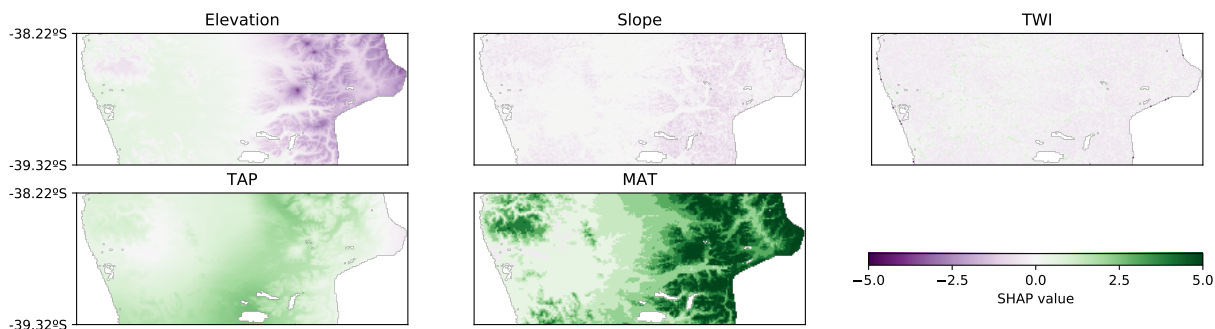 Elevation
Slope
TWI
-38.22ºS
-39.32ºS
TAP
MAT
-38.22ºS
-39.32ºS
−5.0 −2.5 0.0 2.5 5.0
SHAP value